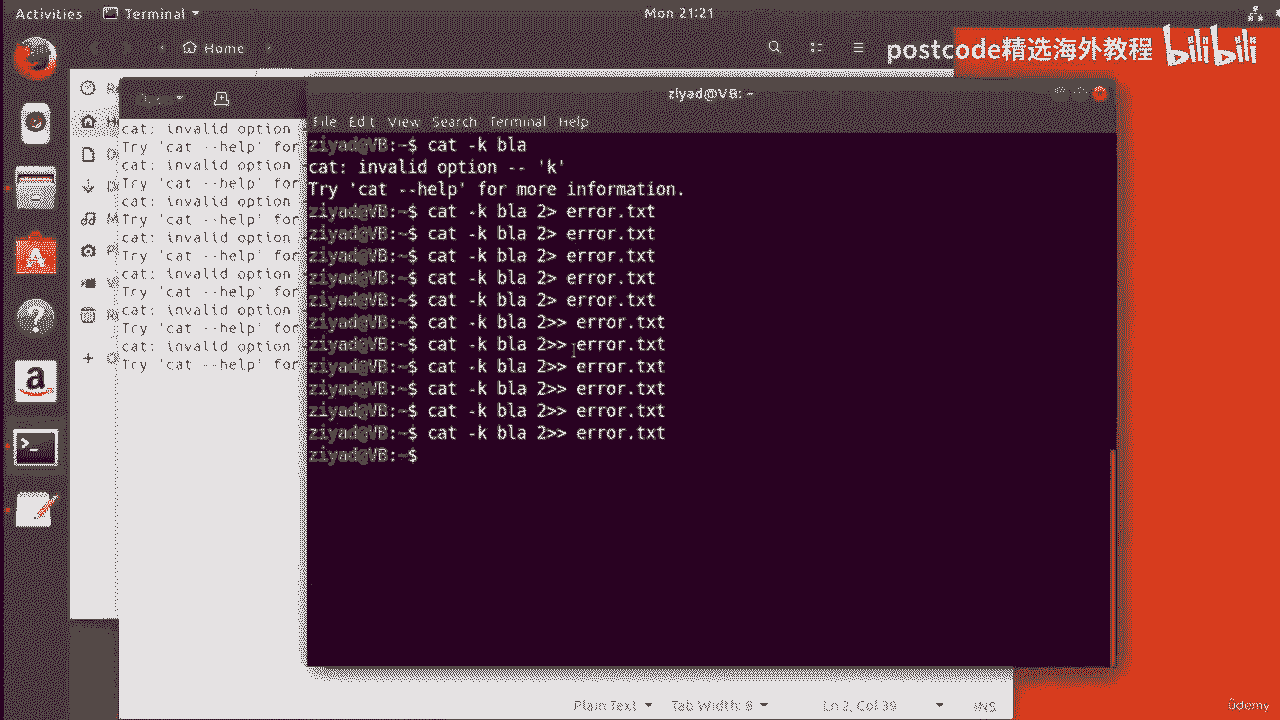 Activities Terminal Mon 21:21
Home
postcode精选海外教程 bilibili
ziyad@VB: ~
File Edit View Search Terminal Help
cat: invalid option
Try 'cat --help' for
cat: invalid option
Try 'cat --help' for
cat: invalid option
Try 'cat --help' for
cat: invalid option
Try 'cat --help' for
cat: invalid option
Try 'cat --help' for
cat: invalid option
Try 'cat --help' for
cat: invalid option
Try 'cat --help' for
ziyad@VB:~$ cat -k bla
cat: invalid option -- 'k'
Try 'cat --help' for more information.
ziyad@VB:~$ cat -k bla 2> error.txt
ziyad@VB:~$ cat -k bla 2> error.txt
ziyad@VB:~$ cat -k bla 2> error.txt
ziyad@VB:~$ cat -k bla 2> error.txt
ziyad@VB:~$ cat -k bla 2> error.txt
ziyad@VB:~$ cat -k bla 2>> error.txt
ziyad@VB:~$ cat -k bla 2>> error.txt
ziyad@VB:~$ cat -k bla 2>> error.txt
ziyad@VB:~$ cat -k bla 2>> error.txt
ziyad@VB:~$ cat -k bla 2>> error.txt
ziyad@VB:~$ cat -k bla 2>> error.txt
ziyad@VB:~$
Plain Text Tab Width: 8 Ln 2, Col 39 INS
ûdemy